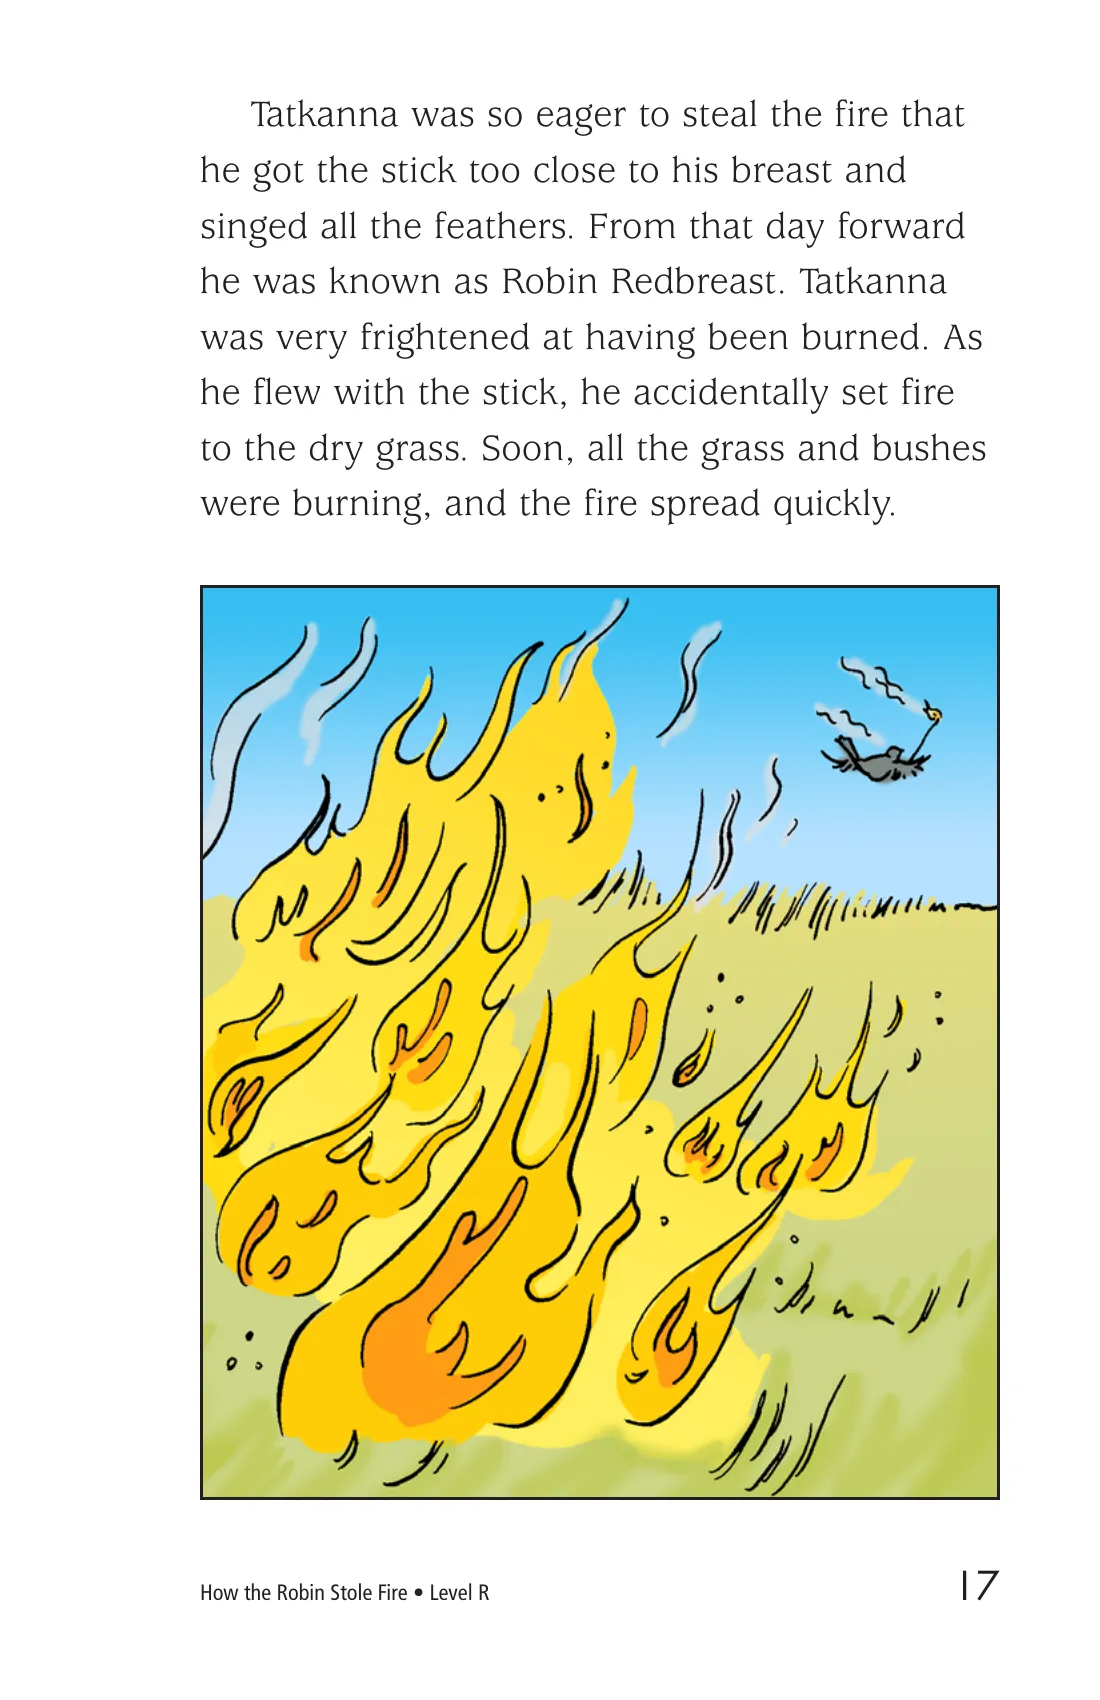 Tatkanna was so eager to steal the fire that
he got the stick too close to his breast and
singed all the feathers. From that day forward
he was known as Robin Redbreast. Tatkanna
was very frightened at having been burned. As
he flew with the stick, he accidentally set fire
to the dry grass. Soon, all the grass and bushes
were burning, and the fire spread quickly.
How the Robin Stole Fire • Level R
17